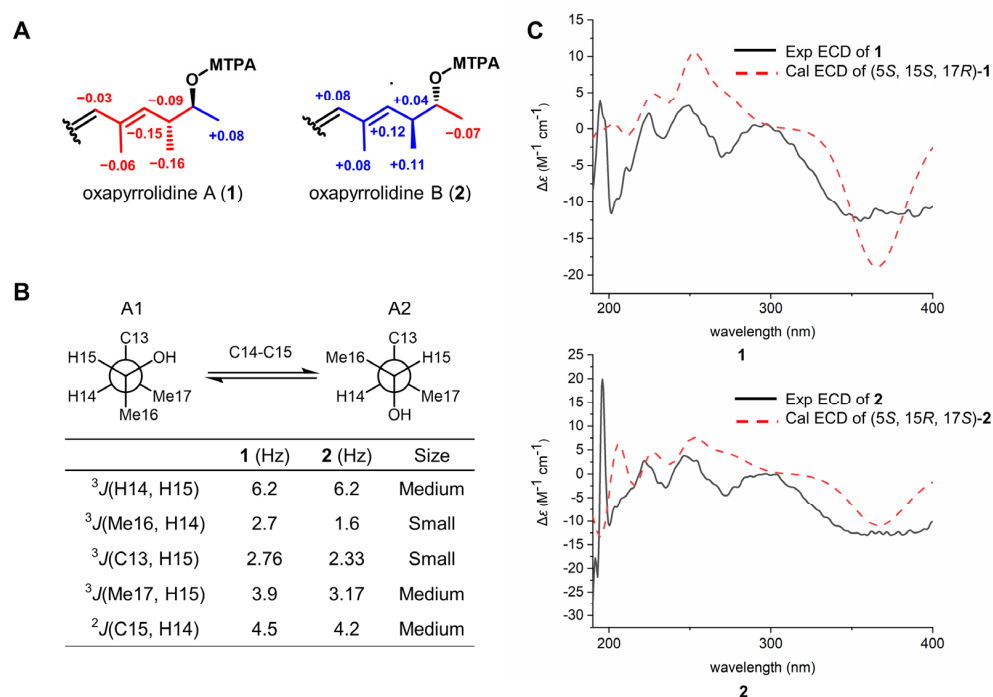 A
MTPA
O
−0.03
−0.09
−0.15
+0.08
−0.06
−0.16
oxapyrrolidine A (1)
MTPA
O
+0.08
+0.04
+0.12
−0.07
+0.08
+0.11
oxapyrrolidine B (2)
B
A1
A2
C13
H15
OH
H14
Me17
Me16
C14-C15
C13
Me16
H15
H14
Me17
OH
1 (Hz) 2 (Hz) Size
³J(H14, H15) 6.2 6.2 Medium
³J(Me16, H14) 2.7 1.6 Small
³J(C13, H15) 2.76 2.33 Small
³J(Me17, H15) 3.9 3.17 Medium
²J(C15, H14) 4.5 4.2 Medium
C
Exp ECD of 1
Cal ECD of (5S, 15S, 17R)-1
Δε (M⁻¹ cm⁻¹)
15
10
5
0
-5
-10
-15
-20
200 300 400
wavelength (nm)
1
Exp ECD of 2
Cal ECD of (5S, 15R, 17S)-2
Δε (M⁻¹ cm⁻¹)
25
20
15
10
5
0
-5
-10
-15
-20
-25
-30
200 300 400
wavelength (nm)
2